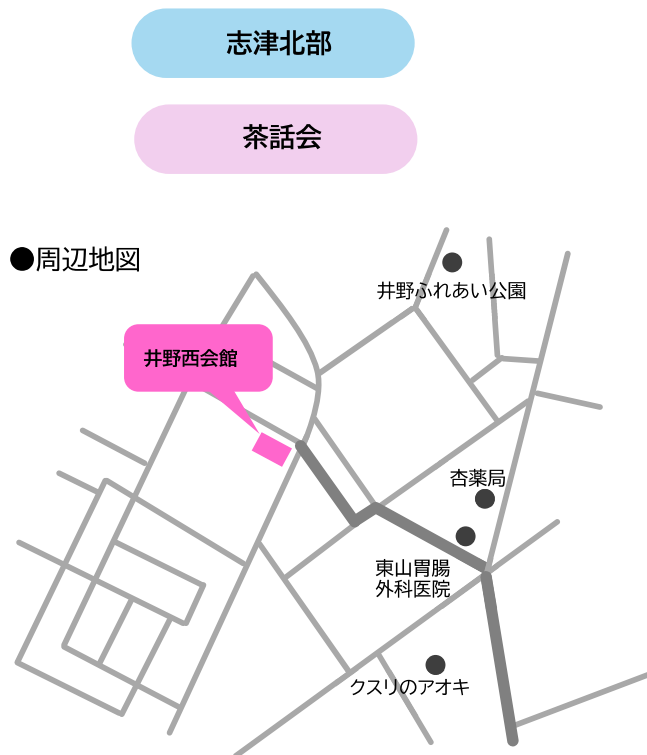 志津北部
茶話会
●周辺地図
井野ふれあい公園
井野西会館
杏薬局
東山胃腸
外科医院
クスリのアオキ